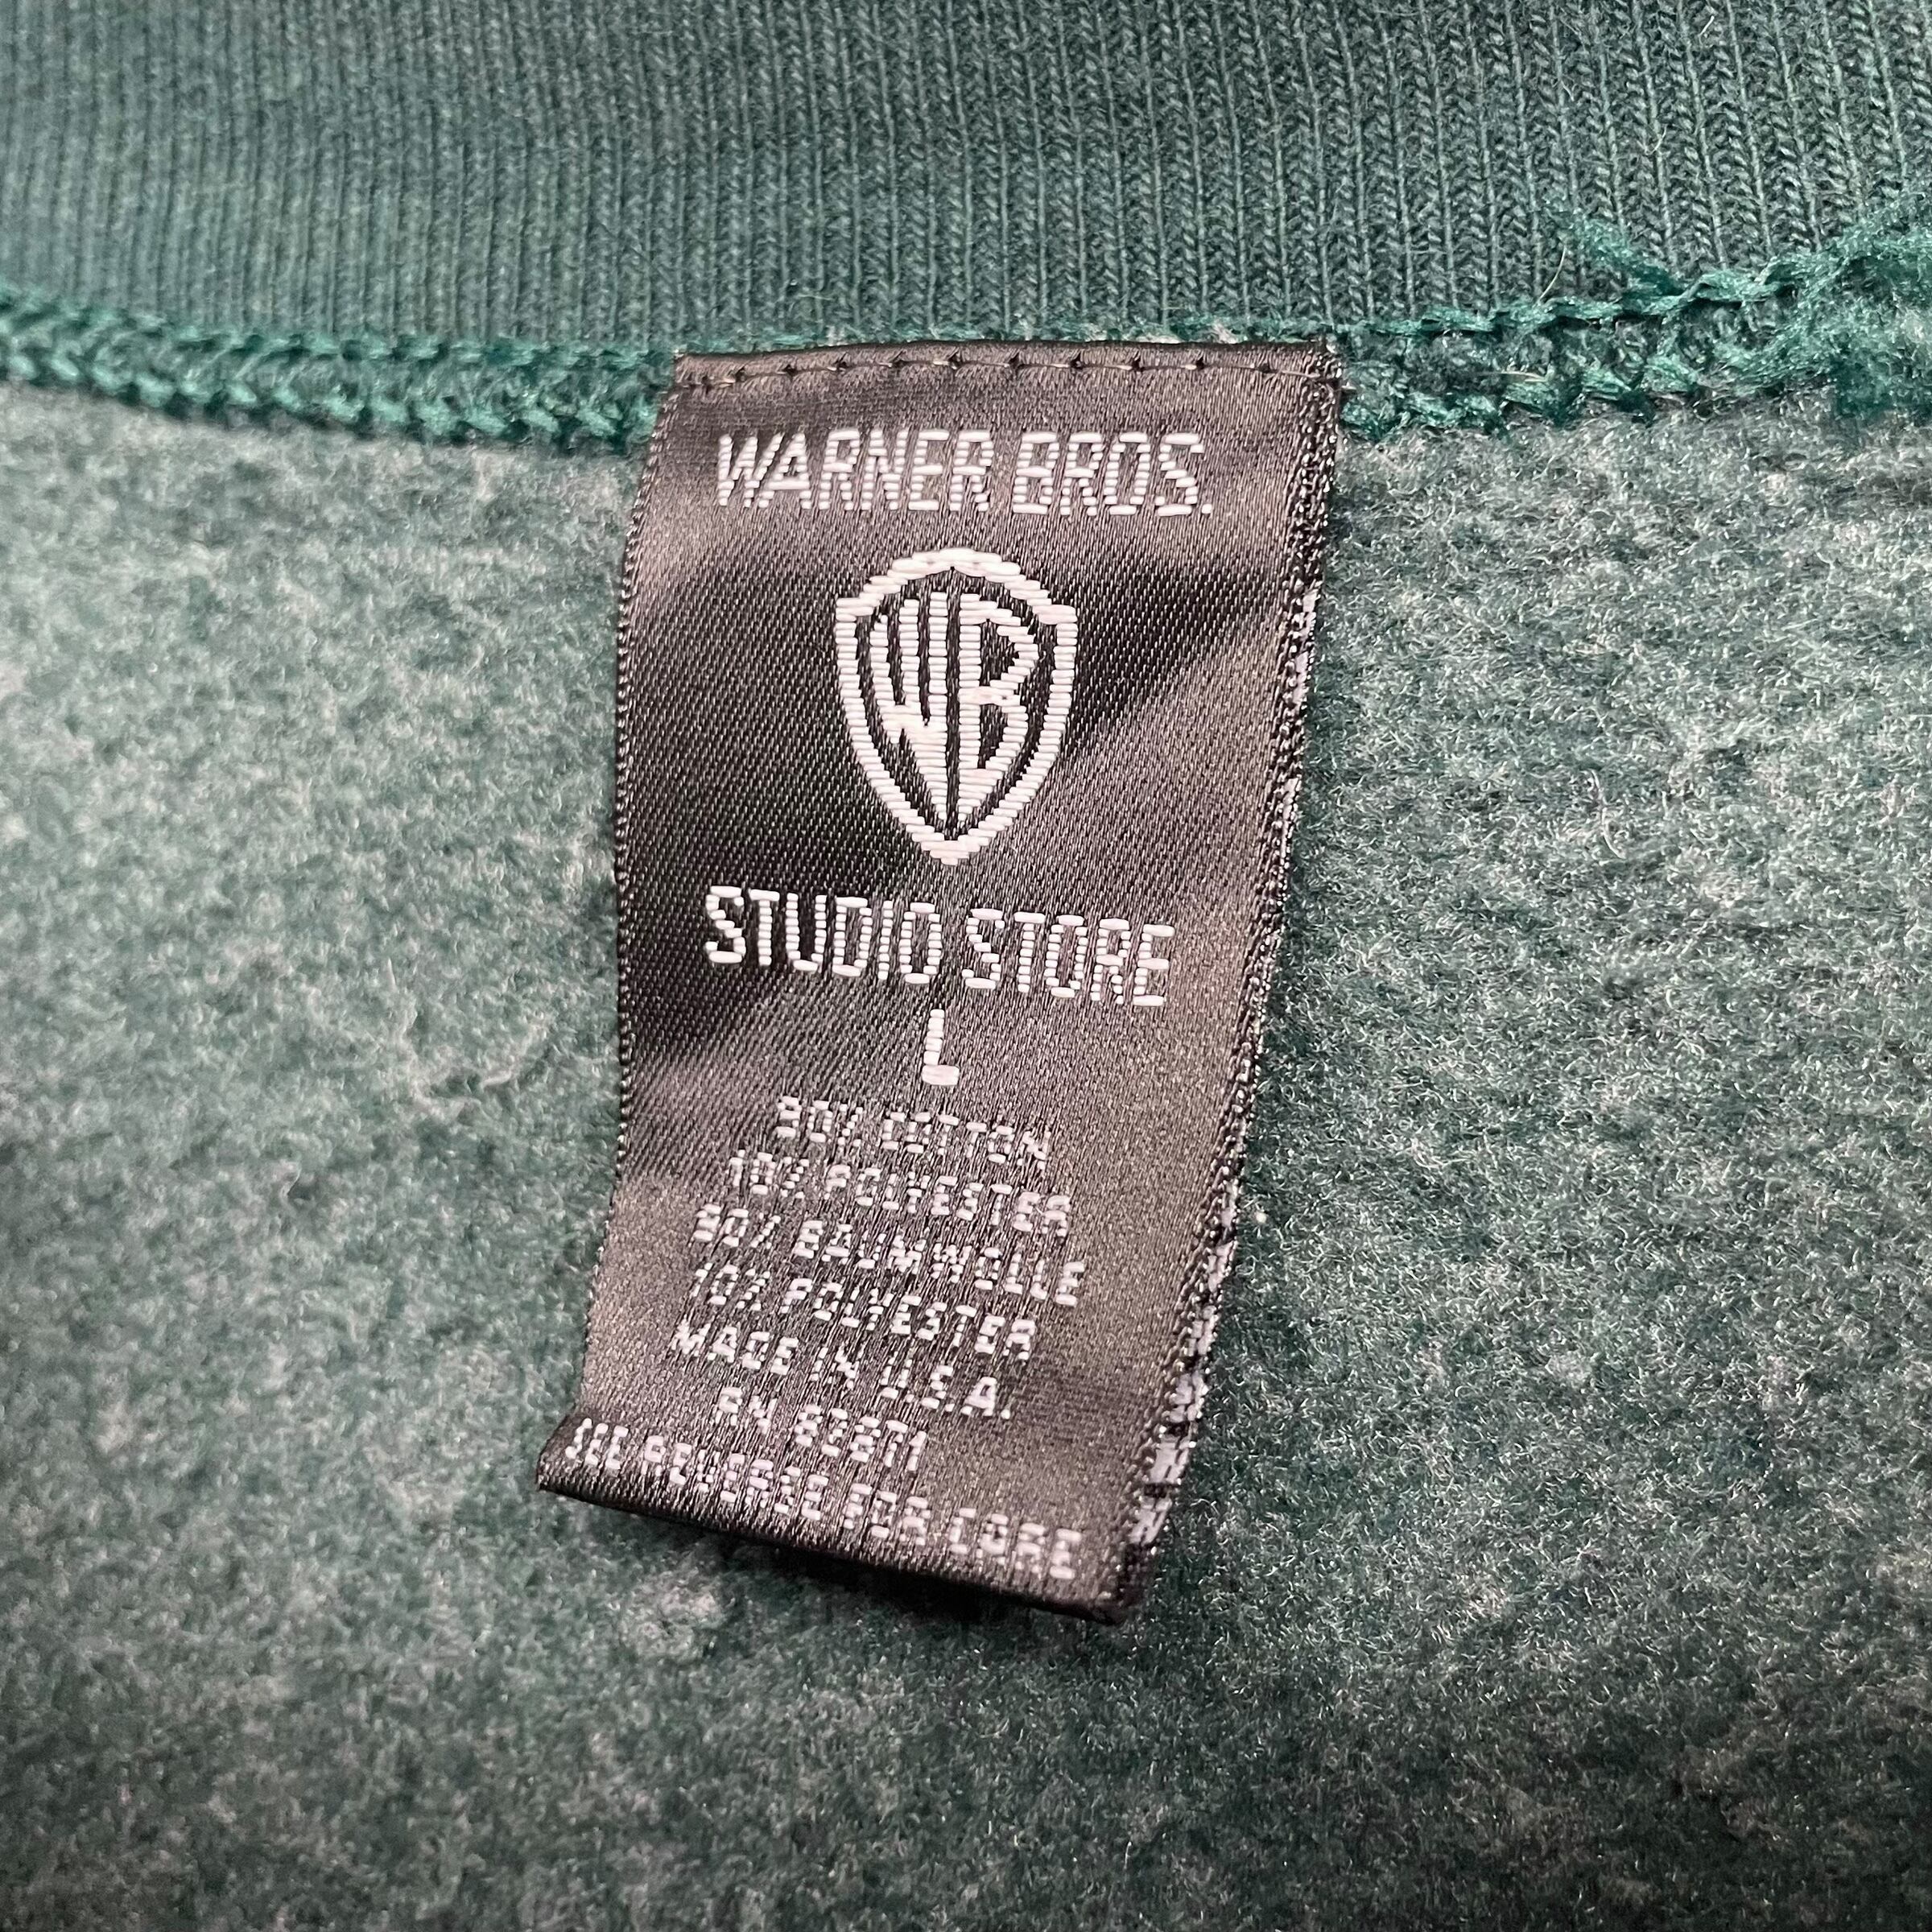 WARNER BROS.
WB
STUDIO STORE
L
90% COTTON
10% POLYESTER
90% BAUMWOLLE
10% POLYESTER
MADE IN U.S.A.
RN
SEE REVERSE FOR CARE